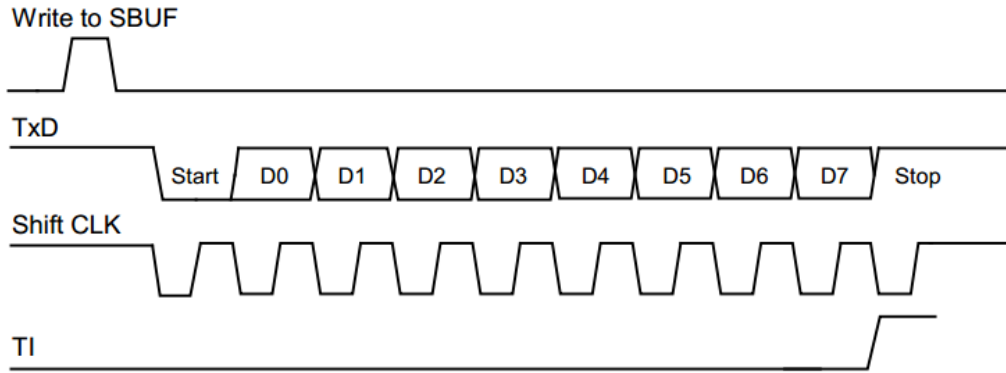 Write to SBUF
TxD
Start D0 D1 D2 D3 D4 D5 D6 D7 Stop
Shift CLK
TI